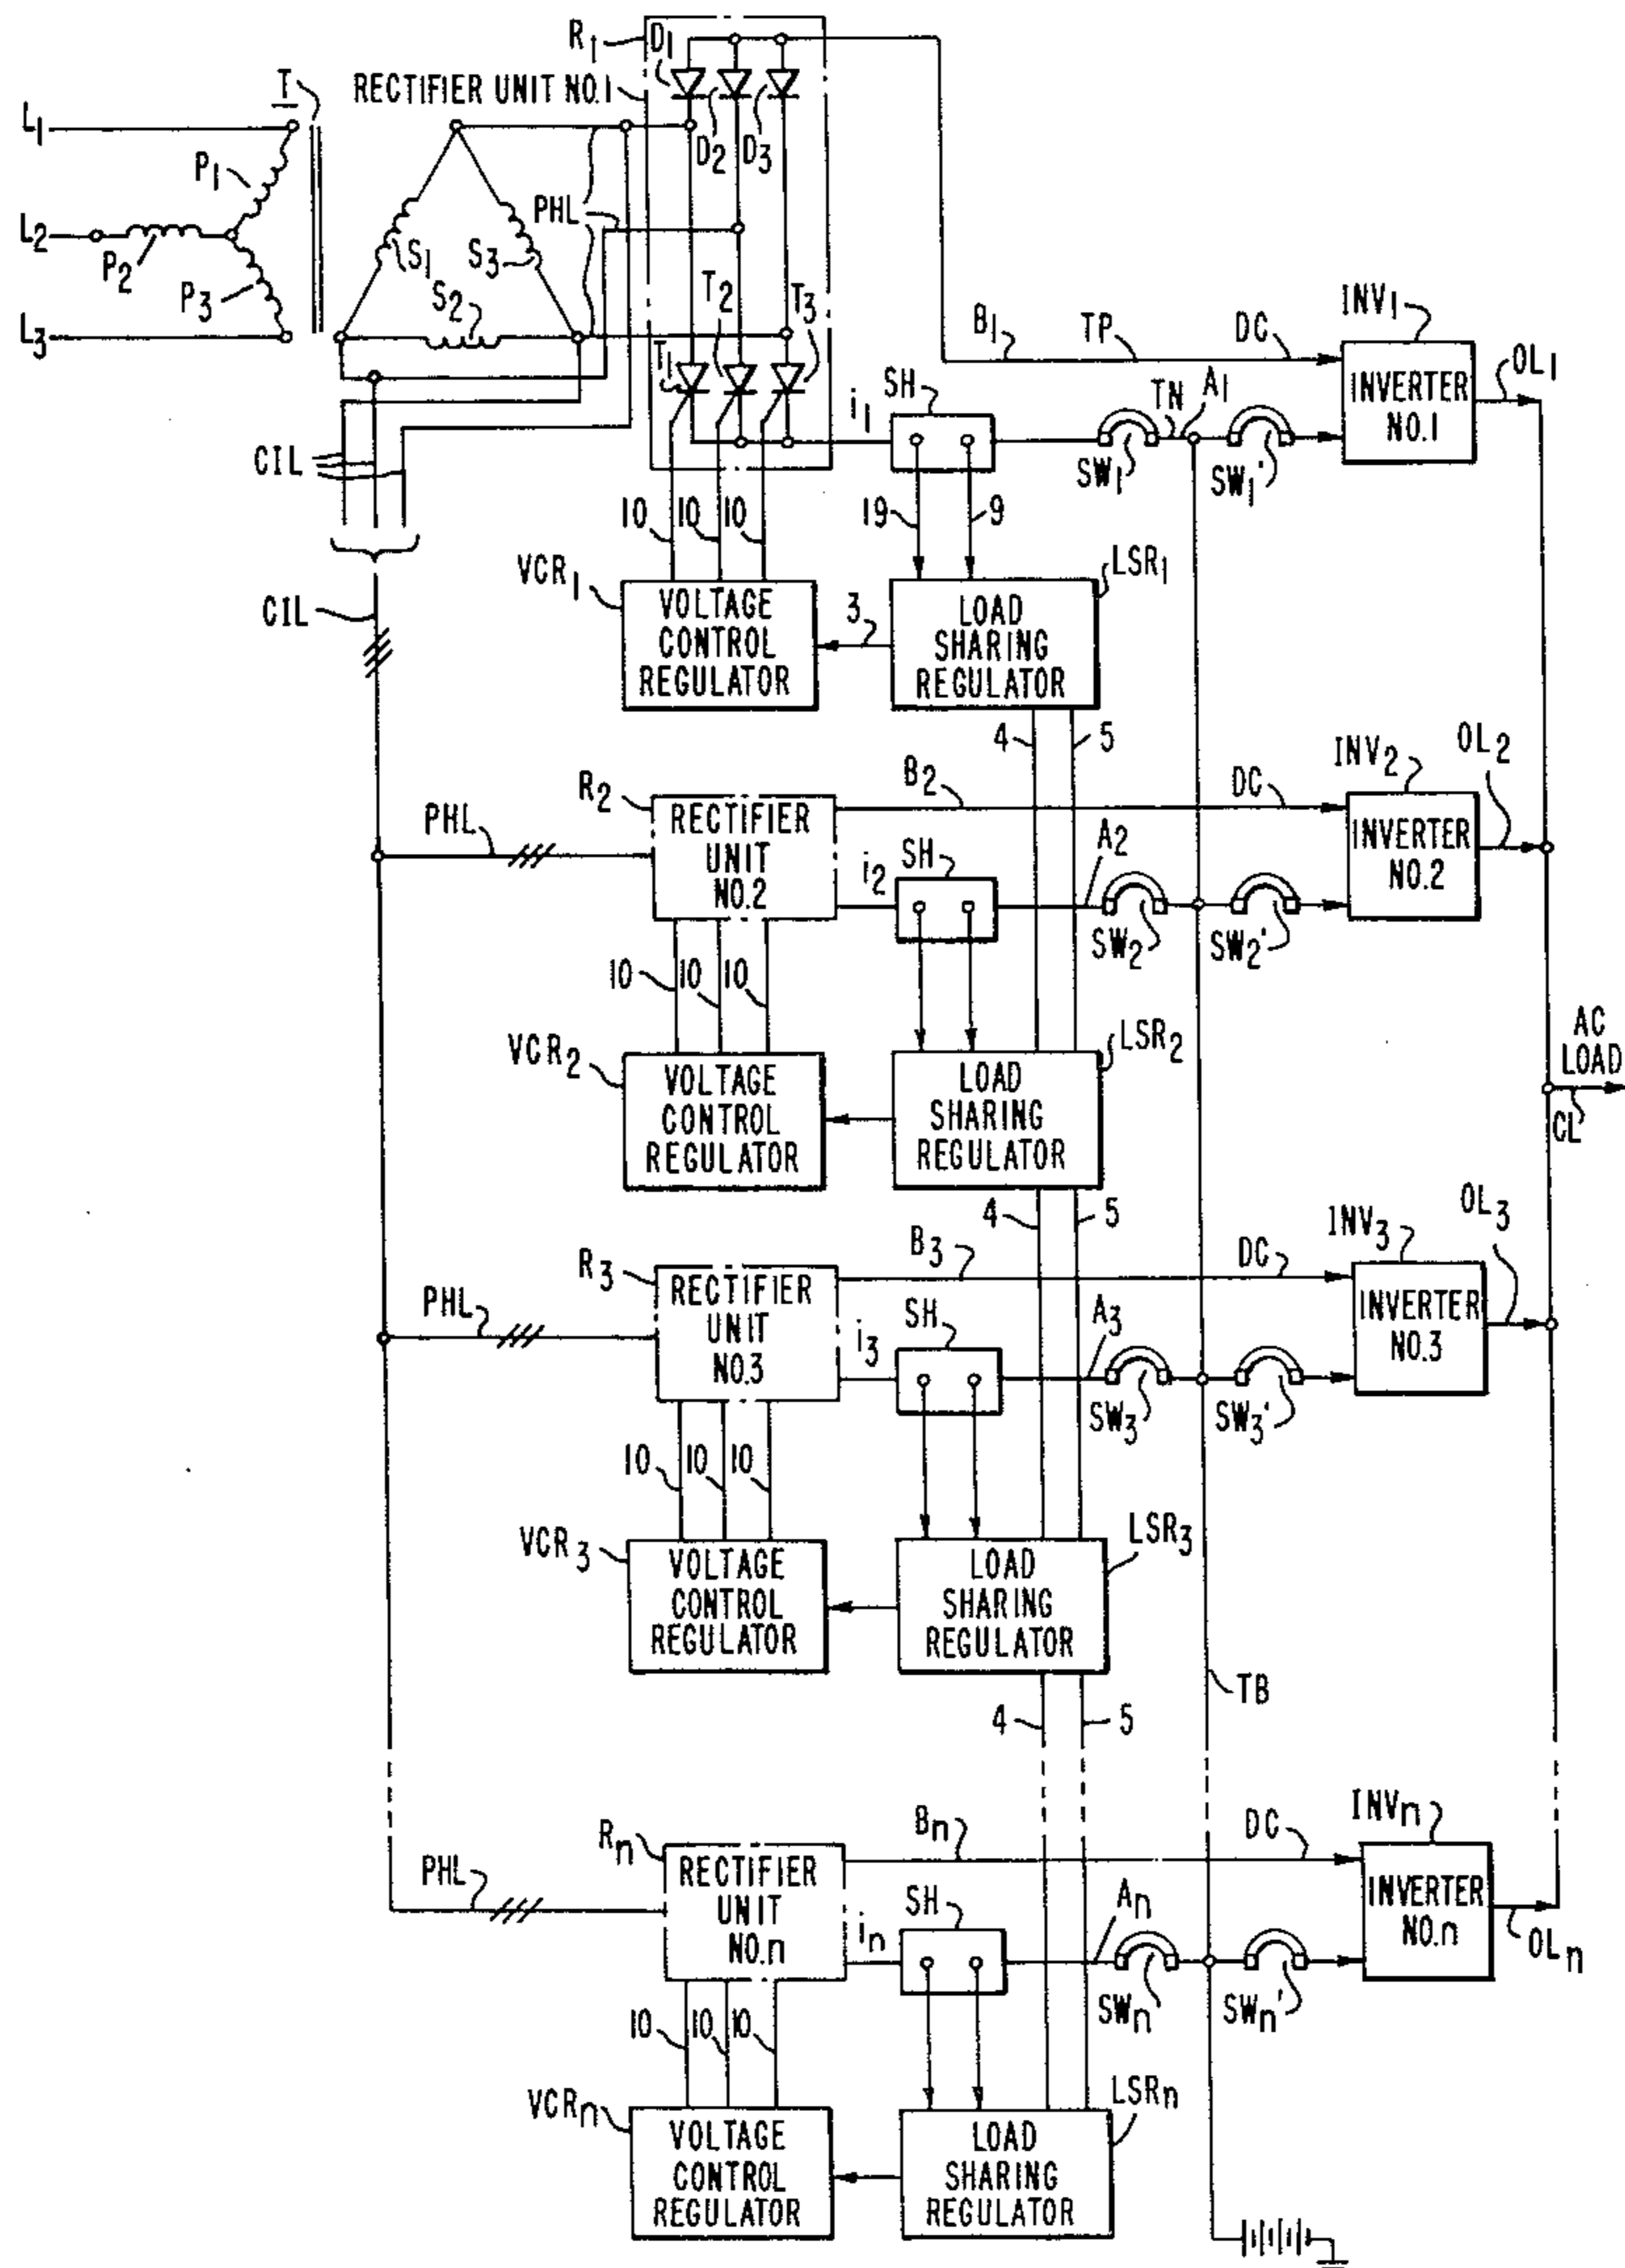 R1
D1
T
RECTIFIER UNIT NO.1
L1
P1
D2
D3
PHL
L2
P2
S1
S3
P3
S2
T2
T3
L3
T1
B1
TP
DC
INV1
INVERTER
NO.1
OL1
i1
SH
TN
A1
SW1
SW1'
CIL
19
9
10
10
10
LSR1
VCR1
VOLTAGE
CONTROL
REGULATOR
3
LOAD
SHARING
REGULATOR
CIL
4
5
R2
B2
DC
INV2
OL2
PHL
RECTIFIER
UNIT
NO.2
i2
SH
A2
INVERTER
NO.2
SW2
SW2'
10
10
10
VCR2
VOLTAGE
CONTROL
REGULATOR
LSR2
LOAD
SHARING
REGULATOR
AC
LOAD
CL
4
5
R3
B3
DC
INV3
OL3
PHL
RECTIFIER
UNIT
NO.3
i3
SH
A3
INVERTER
NO.3
SW3
SW3'
10
10
10
VCR3
VOLTAGE
CONTROL
REGULATOR
LSR3
LOAD
SHARING
REGULATOR
TB
4
5
Rn
Bn
DC
INVn
PHL
RECTIFIER
UNIT
NO.n
in
SH
An
INVERTER
NO.n
OLn
SWn
SWn'
10
10
10
VCRn
VOLTAGE
CONTROL
REGULATOR
LSRn
LOAD
SHARING
REGULATOR